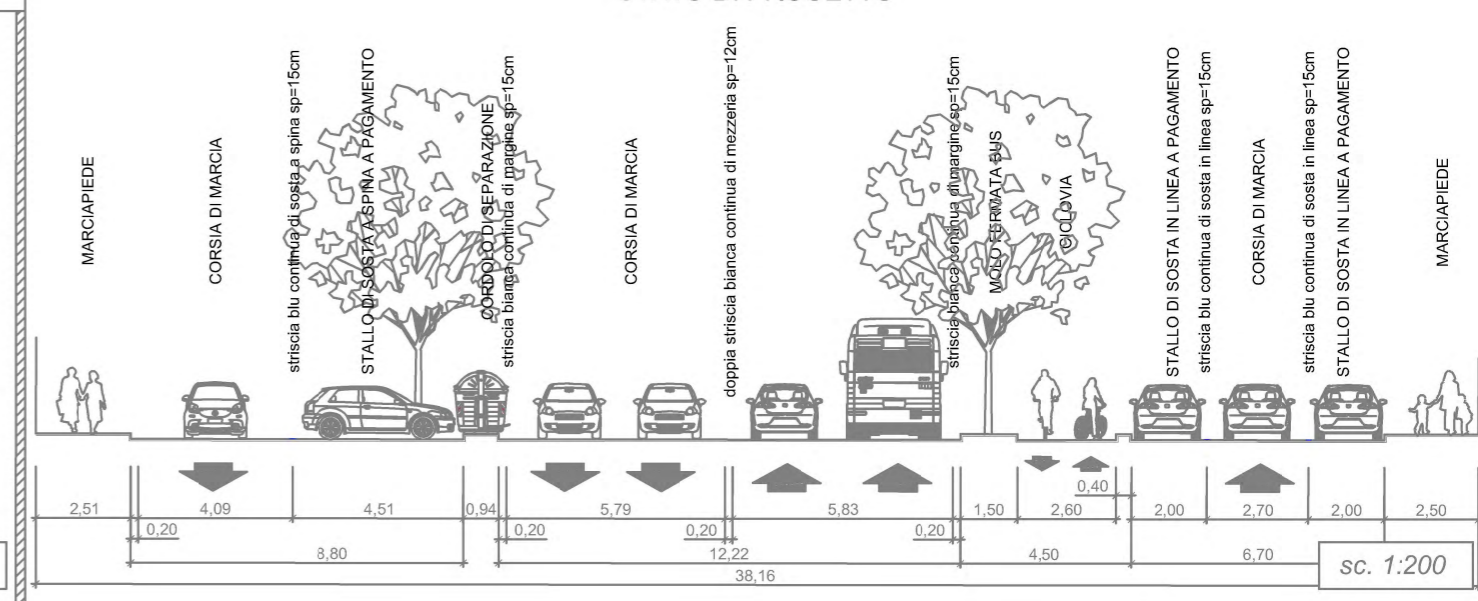 MARCIAPIEDE
CORSIA DI MARCIA
striscia blu continua di sosta a spina sp=15cm
STALLO DI SOSTA A SPINA A PAGAMENTO
CORDOLO DI SEPARAZIONE
striscia bianca continua di margine sp=15cm
CORSIA DI MARCIA
doppia striscia bianca continua di mezzeria sp=12cm
striscia bianca continua di margine sp=15cm
MOLO FERMATA BUS
CICLOVIA
STALLO DI SOSTA IN LINEA A PAGAMENTO
striscia blu continua di sosta in linea sp=15cm
CORSIA DI MARCIA
striscia blu continua di sosta in linea sp=15cm
STALLO DI SOSTA IN LINEA A PAGAMENTO
MARCIAPIEDE
0,40
2,51 4,09 4,51 0,94 5,79 5,83 1,50 2,60 2,00 2,70 2,00 2,50
0,20 0,20 0,20 0,20
8,80 12,22 4,50 6,70
38,16
sc. 1:200